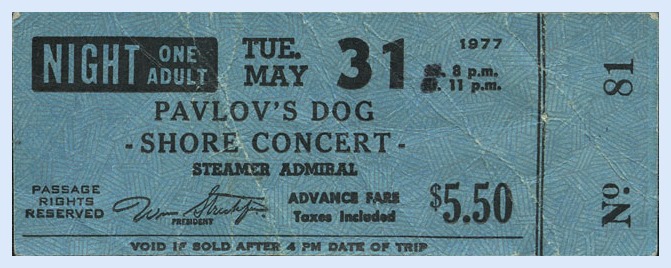 NIGHT ONE ADULT
TUE. MAY 31 1977
8 p.m.
11 p.m.
PAVLOV'S DOG
- SHORE CONCERT -
STEAMER ADMIRAL
PASSAGE RIGHTS RESERVED
PRESIDENT
ADVANCE FARE
Taxes Included
$5.50
VOID IF SOLD AFTER 4 PM DATE OF TRIP
No. 81